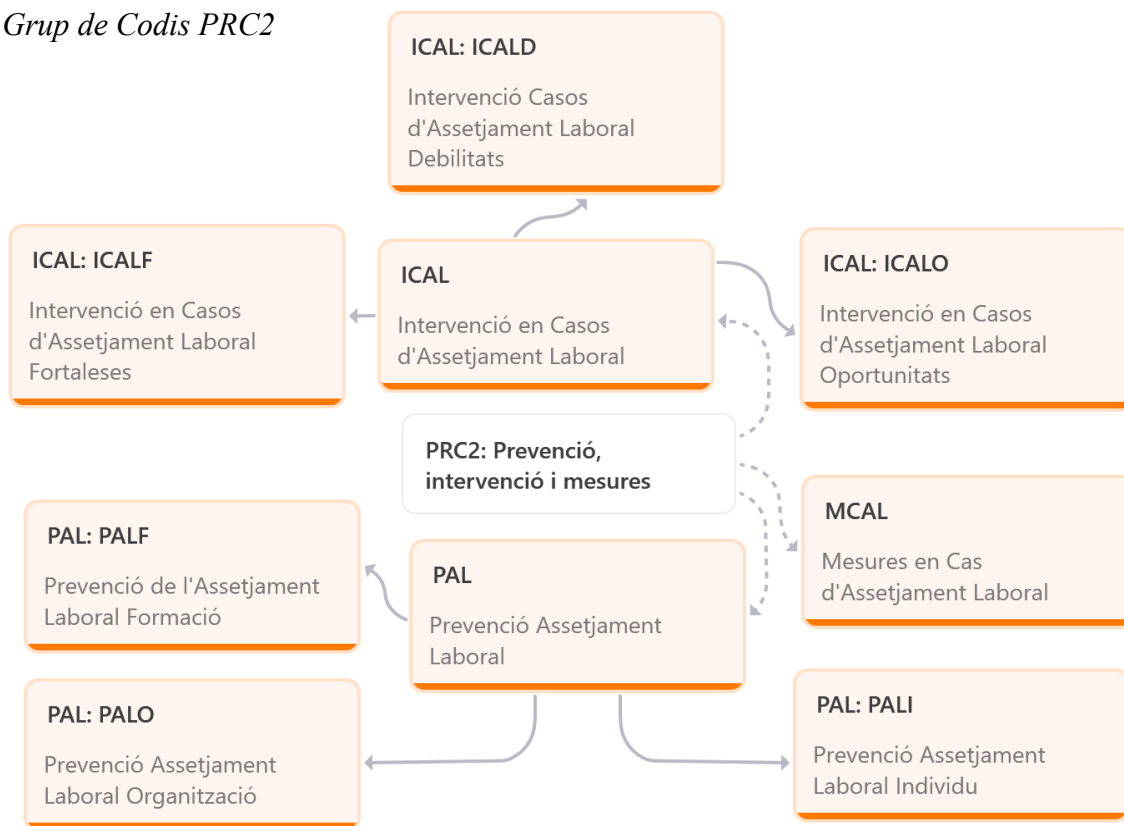 Grup de Codis PRC2
ICAL: ICALD
Intervenció Casos
d'Assetjament Laboral
Debilitats
ICAL: ICALF
Intervenció en Casos
d'Assetjament Laboral
Fortaleses
ICAL
Intervenció en Casos
d'Assetjament Laboral
ICAL: ICALO
Intervenció en Casos
d'Assetjament Laboral
Oportunitats
PRC2: Prevenció,
intervenció i mesures
MCAL
Mesures en Cas
d'Assetjament Laboral
PAL: PALF
Prevenció de l'Assetjament
Laboral Formació
PAL
Prevenció Assetjament
Laboral
PAL: PALO
Prevenció Assetjament
Laboral Organització
PAL: PALI
Prevenció Assetjament
Laboral Individu